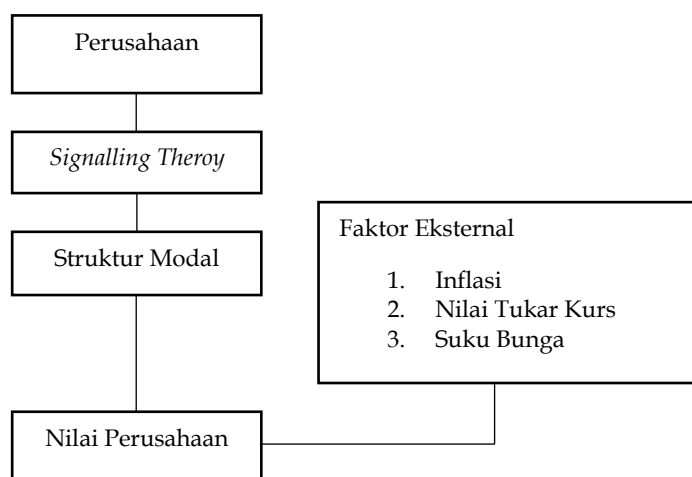 Perusahaan
Signalling Theroy
Struktur Modal
Faktor Eksternal
1. Inflasi
2. Nilai Tukar Kurs
3. Suku Bunga
Nilai Perusahaan